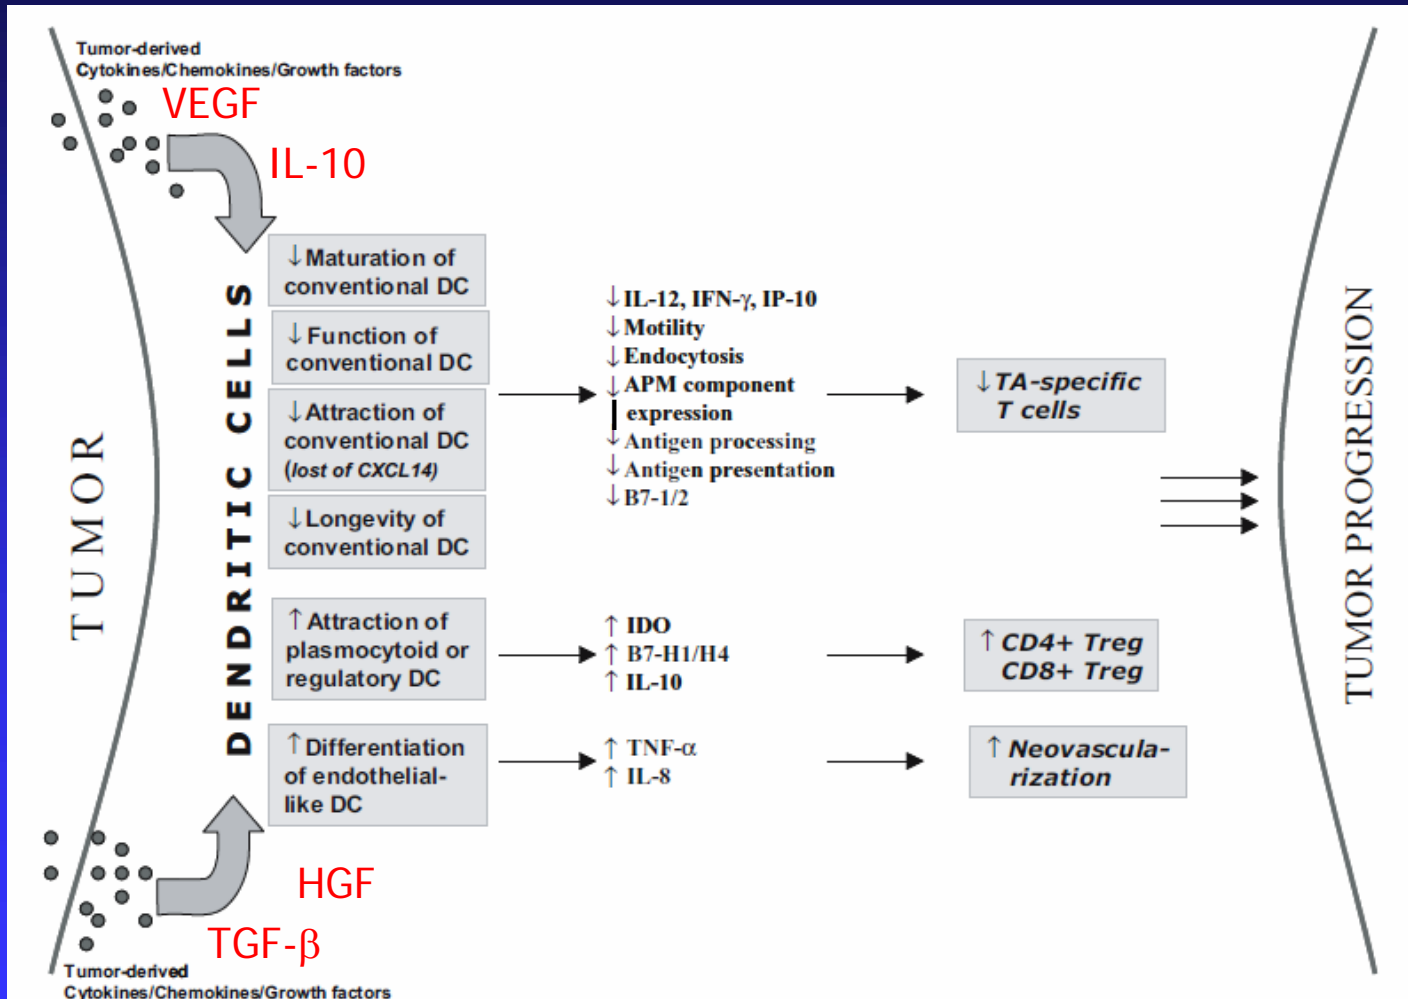 Tumor-derived
Cytokines/Chemokines/Growth factors
VEGF
IL-10
TUMOR
DENDRITIC CELLS
↓Maturation of
conventional DC
↓Function of
conventional DC
↓Attraction of
conventional DC
(lost of CXCL14)
↓Longevity of
conventional DC
↑Attraction of
plasmocytoid or
regulatory DC
↑Differentiation
of endothelial-
like DC
↓IL-12, IFN-γ, IP-10
↓Motility
↓Endocytosis
↓APM component
expression
↓Antigen processing
↓Antigen presentation
↓B7-1/2
↑ IDO
↑ B7-H1/H4
↑ IL-10
↑ TNF-α
↑ IL-8
↓TA-specific
T cells
↑ CD4+ Treg
CD8+ Treg
↑ Neovascula-
rization
TUMOR PROGRESSION
HGF
TGF-β
Tumor-derived
Cytokines/Chemokines/Growth factors